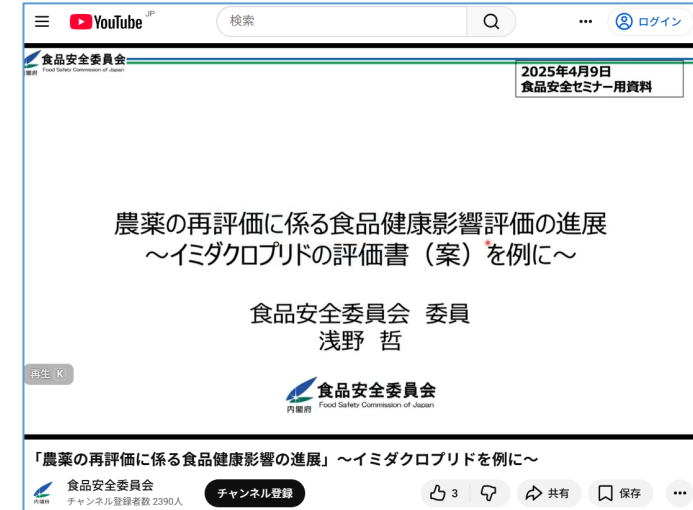 YouTube JP
検索
ログイン
食品安全委員会
Food Safety Commission of Japan
内閣府
2025年4月9日
食品安全セミナー用資料
農薬の再評価に係る食品健康影響評価の進展
～イミダクロプリドの評価書（案）を例に～
食品安全委員会 委員
浅野 哲
再生 K
食品安全委員会
Food Safety Commission of Japan
内閣府
「農薬の再評価に係る食品健康影響の進展」～イミダクロプリドを例に～
食品安全委員会
チャンネル登録者数 2390人
内閣府
チャンネル登録
3
共有
保存